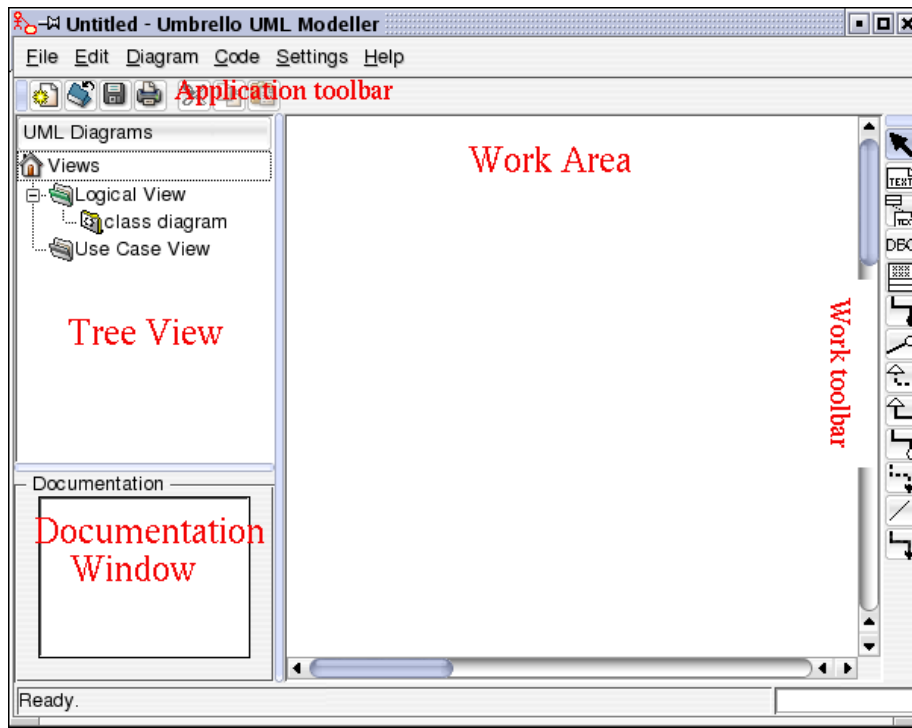 Untitled - Umbrello UML Modeller
File Edit Diagram Code Settings Help
Application toolbar
UML Diagrams
Views
Logical View
class diagram
Use Case View
Tree View
Work Area
Work toolbar
TEXT
DBC
Documentation
Documentation
Window
Ready.